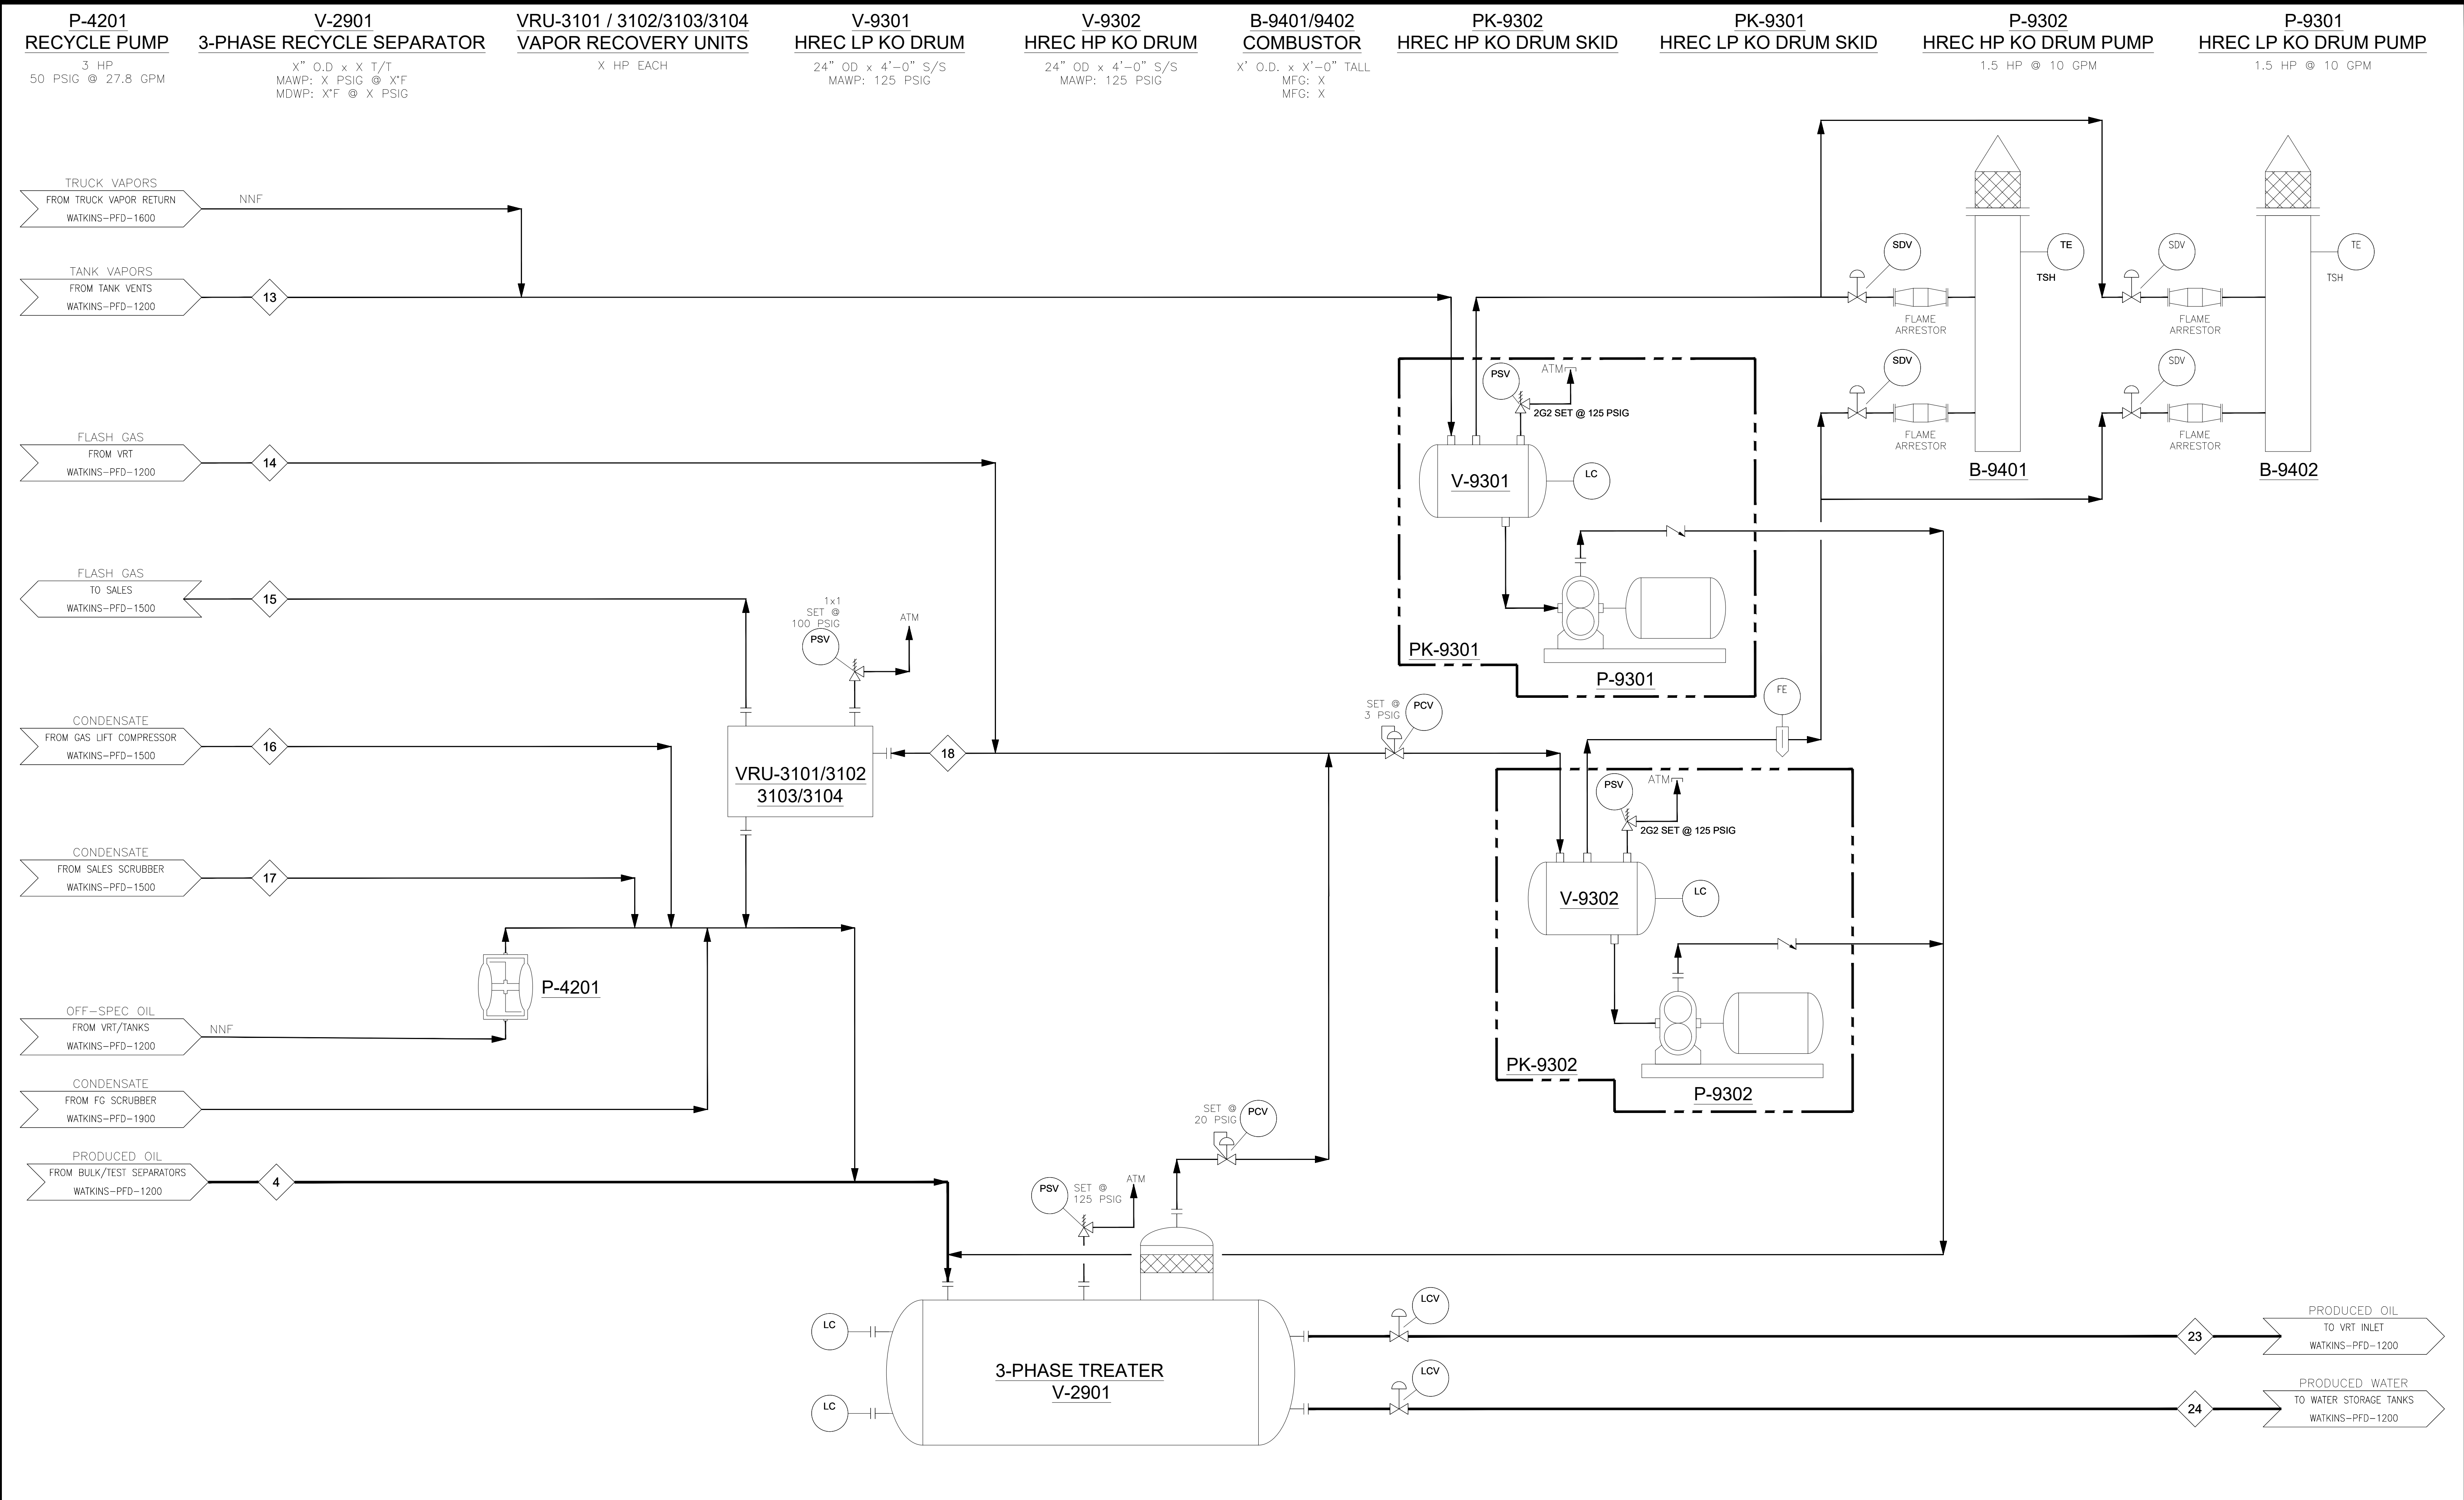 P-4201
RECYCLE PUMP
3 HP
50 PSIG @ 27.8 GPM
V-2901
3-PHASE RECYCLE SEPARATOR
X" O.D x X T/T
MAWP: X PSIG @ X°F
MDWP: X°F @ X PSIG
VRU-3101 / 3102/3103/3104
VAPOR RECOVERY UNITS
X HP EACH
V-9301
HREC LP KO DRUM
24" OD x 4'-0" S/S
MAWP: 125 PSIG
V-9302
HREC HP KO DRUM
24" OD x 4'-0" S/S
MAWP: 125 PSIG
B-9401/9402
COMBUSTOR
X' O.D. x X'-0" TALL
MFG: X
MFG: X
PK-9302
HREC HP KO DRUM SKID
PK-9301
HREC LP KO DRUM SKID
P-9302
HREC HP KO DRUM PUMP
1.5 HP @ 10 GPM
P-9301
HREC LP KO DRUM PUMP
1.5 HP @ 10 GPM
TRUCK VAPORS
FROM TRUCK VAPOR RETURN
WATKINS-PFD-1600
NNF
TANK VAPORS
FROM TANK VENTS
WATKINS-PFD-1200
13
SDV
TE
TSH
SDV
TE
TSH
FLAME
ARRESTOR
FLAME
ARRESTOR
SDV
SDV
FLAME
ARRESTOR
FLAME
ARRESTOR
B-9401
B-9402
PSV
ATM
2G2 SET @ 125 PSIG
V-9301
LC
PK-9301
P-9301
FLASH GAS
FROM VRT
WATKINS-PFD-1200
14
FLASH GAS
TO SALES
WATKINS-PFD-1500
15
1x1
SET @
100 PSIG
PSV
ATM
CONDENSATE
FROM GAS LIFT COMPRESSOR
WATKINS-PFD-1500
16
VRU-3101/3102
3103/3104
18
SET @
3 PSIG
PCV
FE
PSV
ATM
2G2 SET @ 125 PSIG
V-9302
LC
PK-9302
P-9302
CONDENSATE
FROM SALES SCRUBBER
WATKINS-PFD-1500
17
P-4201
OFF-SPEC OIL
FROM VRT/TANKS
WATKINS-PFD-1200
NNF
CONDENSATE
FROM FG SCRUBBER
WATKINS-PFD-1900
SET @
20 PSIG
PCV
PRODUCED OIL
FROM BULK/TEST SEPARATORS
WATKINS-PFD-1200
4
PSV
SET @
125 PSIG
ATM
LC
LC
3-PHASE TREATER
V-2901
LCV
23
PRODUCED OIL
TO VRT INLET
WATKINS-PFD-1200
LCV
24
PRODUCED WATER
TO WATER STORAGE TANKS
WATKINS-PFD-1200